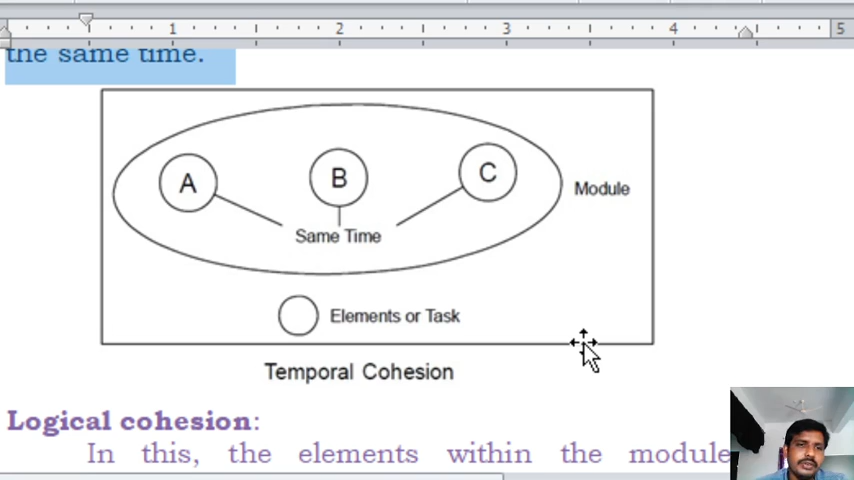 1 2 3 4 5
the same time.
A B C
Module
Same Time
Elements or Task
Temporal Cohesion
Logical cohesion:
In this, the elements within the module